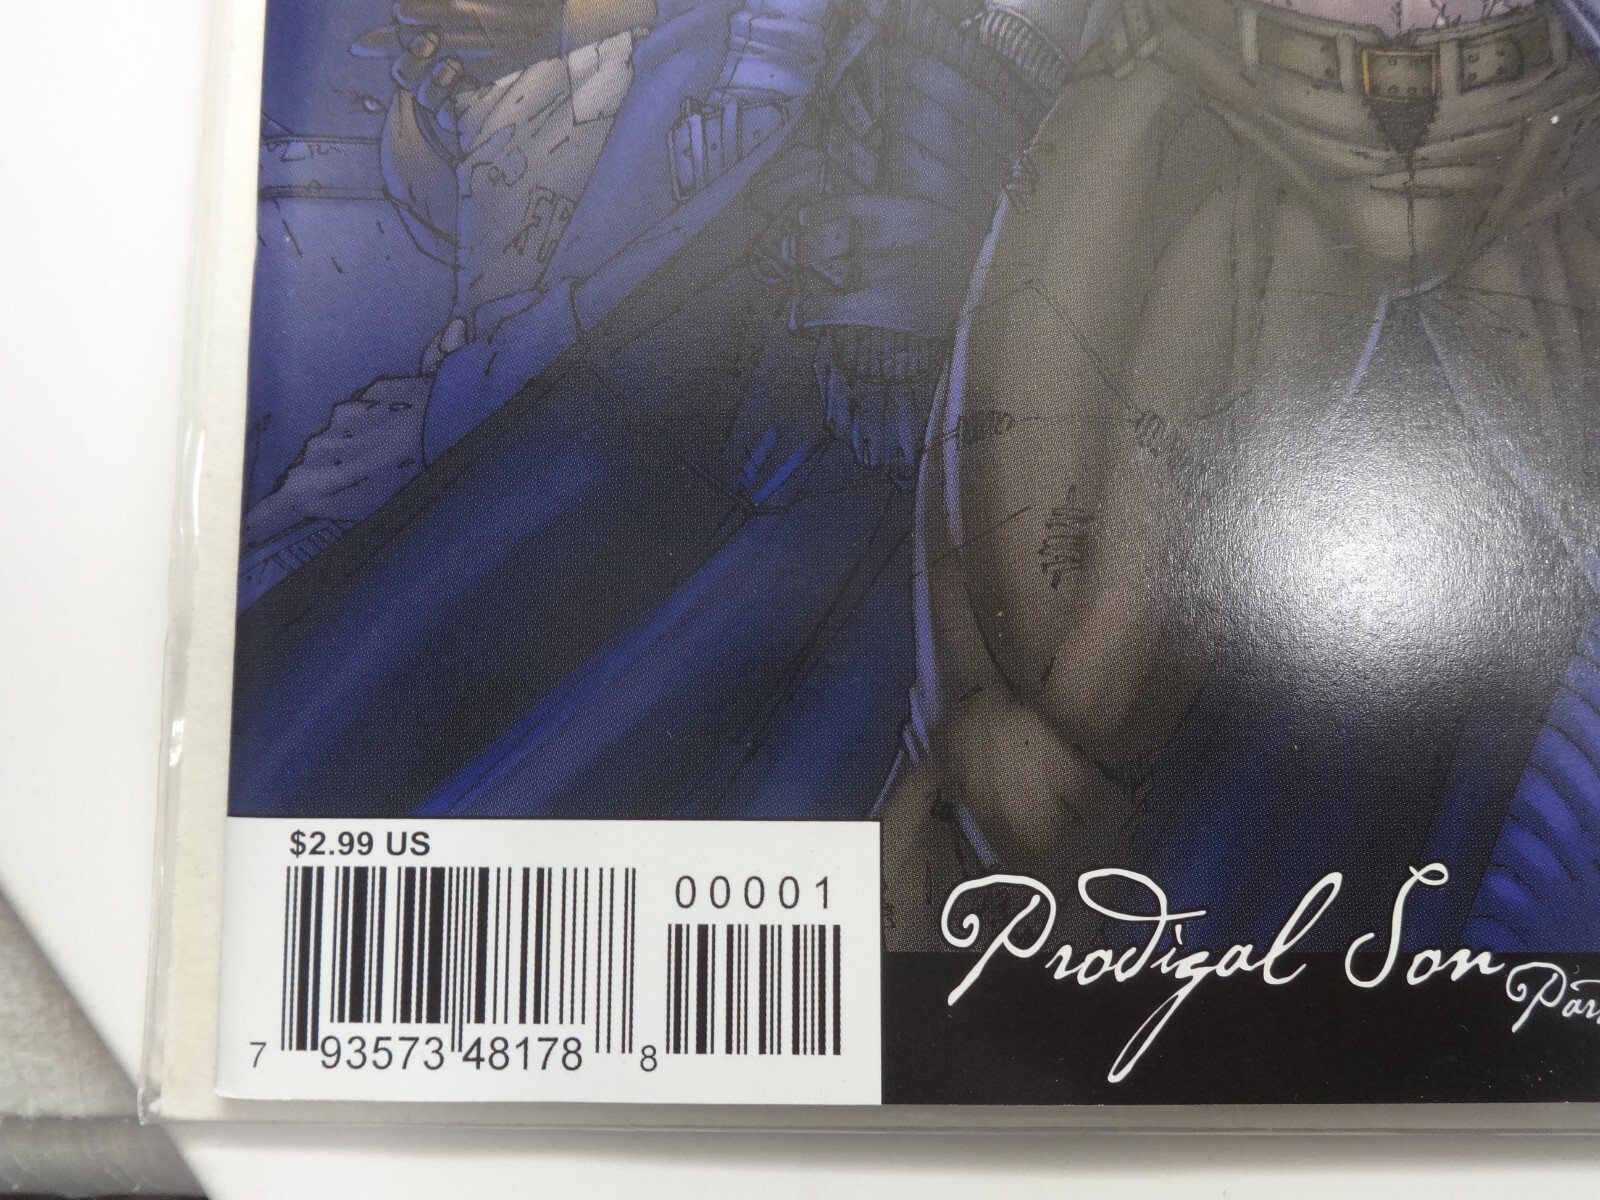 $2.99 US
00001
7 93573 48178 8
Prodigal Son